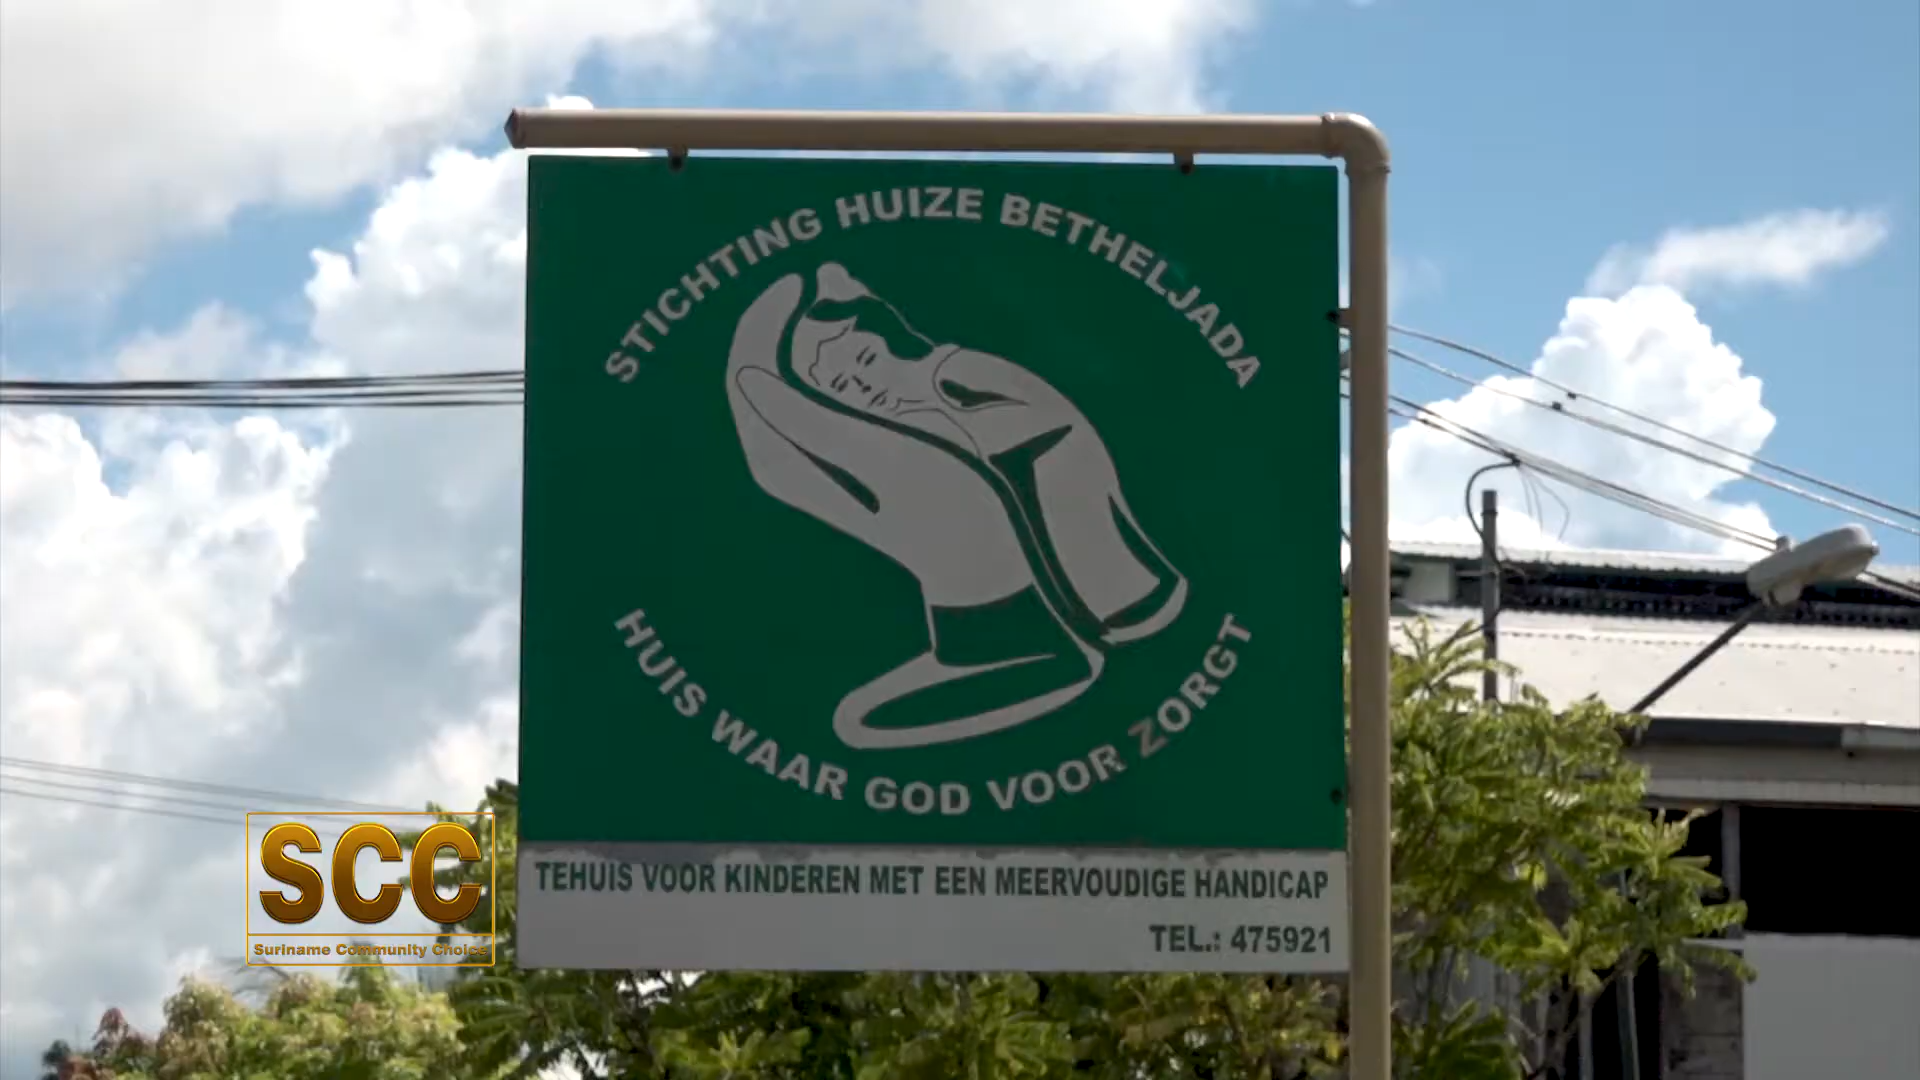 STICHTING HUIZE BETHELJADA
HUIS WAAR GOD VOOR ZORGT
TEHUIS VOOR KINDEREN MET EEN MEERVOUDIGE HANDICAP
TEL.: 475921
SCC
Suriname Community Choice